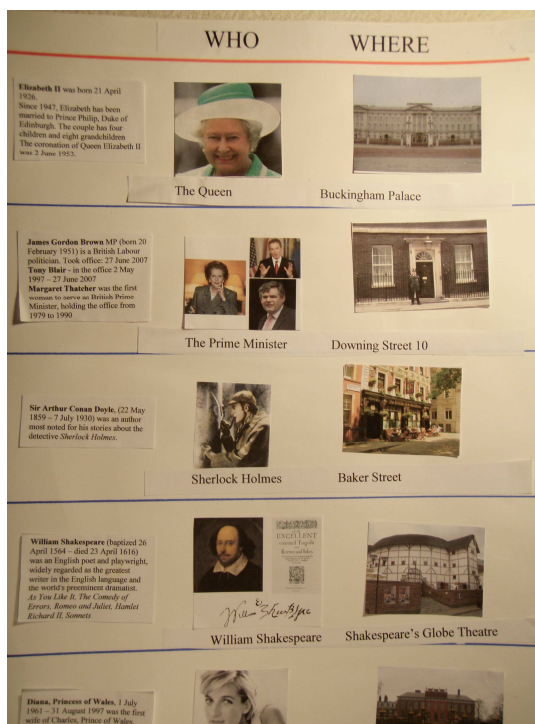 WHO WHERE
Elizabeth II was born 21 April
1926.
Since 1947, Elizabeth has been
married to Prince Philip, Duke of
Edinburgh. The couple has four
children and eight grandchildren
The coronation of Queen Elizabeth II
was 2 June 1953.
The Queen Buckingham Palace
James Gordon Brown MP (born 20
February 1951) is a British Labour
politician. Took office: 27 June 2007
Tony Blair - in the office 2 May
1997 – 27 June 2007
Margaret Thatcher was the first
woman to serve as British Prime
Minister, holding the office from
1979 to 1990
The Prime Minister Downing Street 10
Sir Arthur Conan Doyle, (22 May
1859 – 7 July 1930) was an author
most noted for his stories about the
detective Sherlock Holmes.
Sherlock Holmes Baker Street
William Shakespeare (baptized 26
April 1564 – died 23 April 1616)
was an English poet and playwright,
widely regarded as the greatest
writer in the English language and
the world's preeminent dramatist.
As You Like It, The Comedy of
Errors, Romeo and Juliet, Hamlet
Richard II, Sonnets
EXCELLENT
William Shakespeare Shakespeare's Globe Theatre
Diana, Princess of Wales, 1 July
1961 – 31 August 1997 was the first
wife of Charles, Prince of Wales.